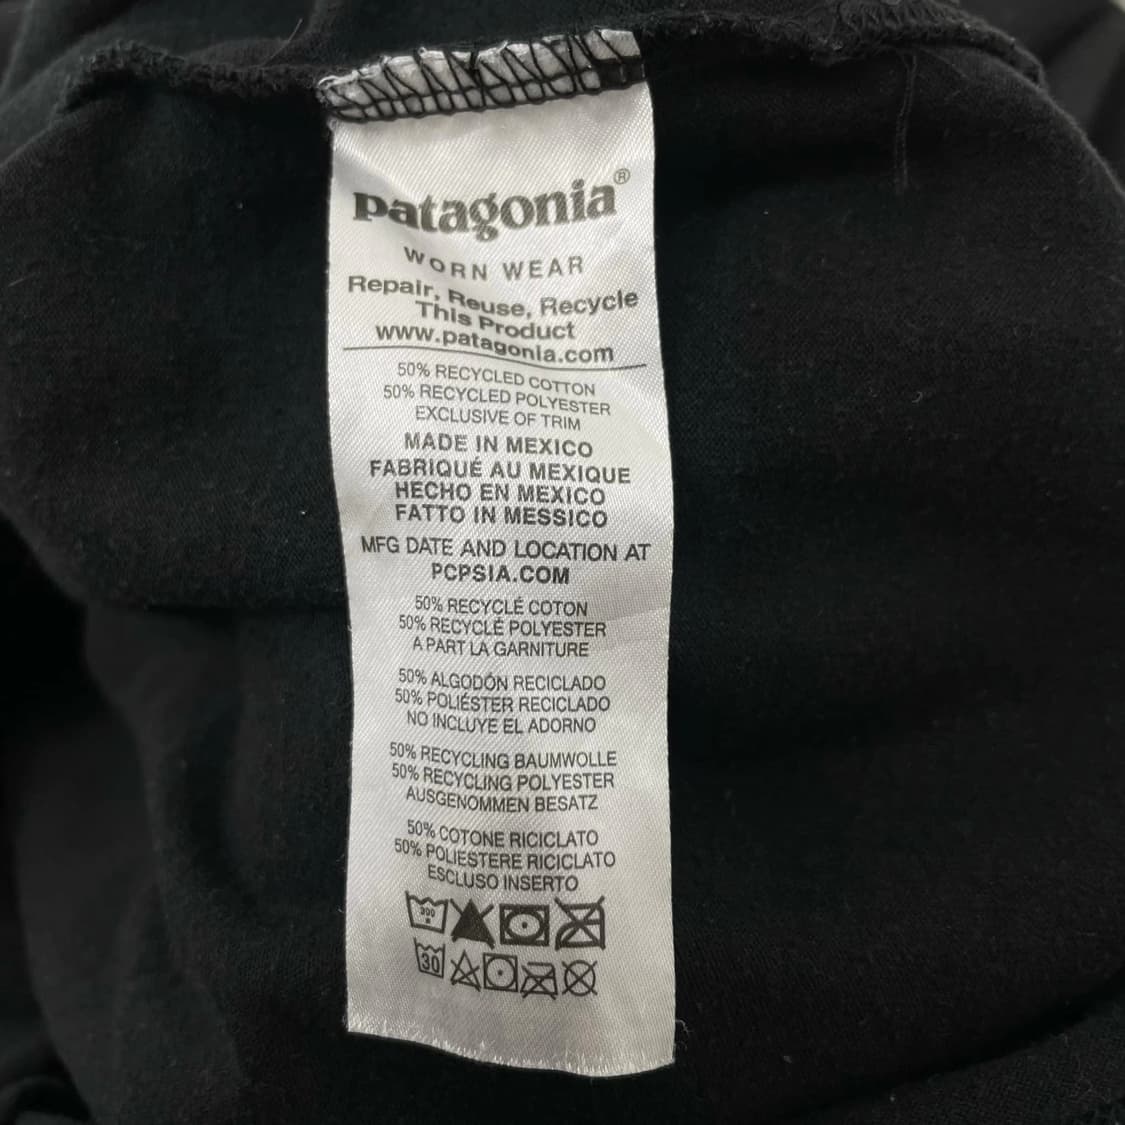 patagonia®
WORN WEAR
Repair, Reuse, Recycle
This Product
www.patagonia.com
50% RECYCLED COTTON
50% RECYCLED POLYESTER
EXCLUSIVE OF TRIM
MADE IN MEXICO
FABRIQUÉ AU MEXIQUE
HECHO EN MEXICO
FATTO IN MESSICO
MFG DATE AND LOCATION AT
PCPSIA.COM
50% RECYCLÉ COTON
50% RECYCLÉ POLYESTER
A PART LA GARNITURE
50% ALGODÓN RECICLADO
50% POLIÉSTER RECICLADO
NO INCLUYE EL ADORNO
50% RECYCLING BAUMWOLLE
50% RECYCLING POLYESTER
AUSGENOMMEN BESATZ
50% COTONE RICICLATO
50% POLIESTERE RICICLATO
ESCLUSO INSERTO
30